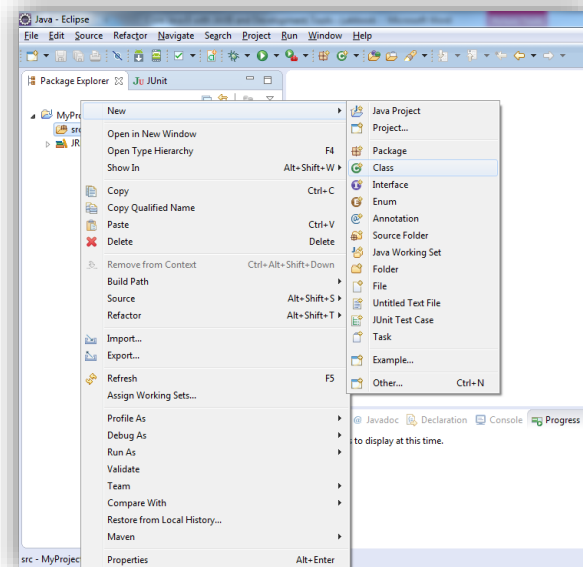 Java - Eclipse
File Edit Source Refactor Navigate Search Project Run Window Help
Package Explorer Ju JUnit
MyPro
src
JR
New
Open in New Window
Open Type Hierarchy F4
Show In Alt+Shift+W
Copy Ctrl+C
Copy Qualified Name
Paste Ctrl+V
Delete Delete
Remove from Context Ctrl+Alt+Shift+Down
Build Path
Source Alt+Shift+S
Refactor Alt+Shift+T
Import...
Export...
Refresh F5
Assign Working Sets...
Profile As
Debug As
Run As
Validate
Team
Compare With
Restore from Local History...
Maven
Properties Alt+Enter
Java Project
Project...
Package
Class
Interface
Enum
Annotation
Source Folder
Java Working Set
Folder
File
Untitled Text File
JUnit Test Case
Task
Example...
Other... Ctrl+N
@ Javadoc Declaration Console Progress
to display at this time.
src - MyProjec